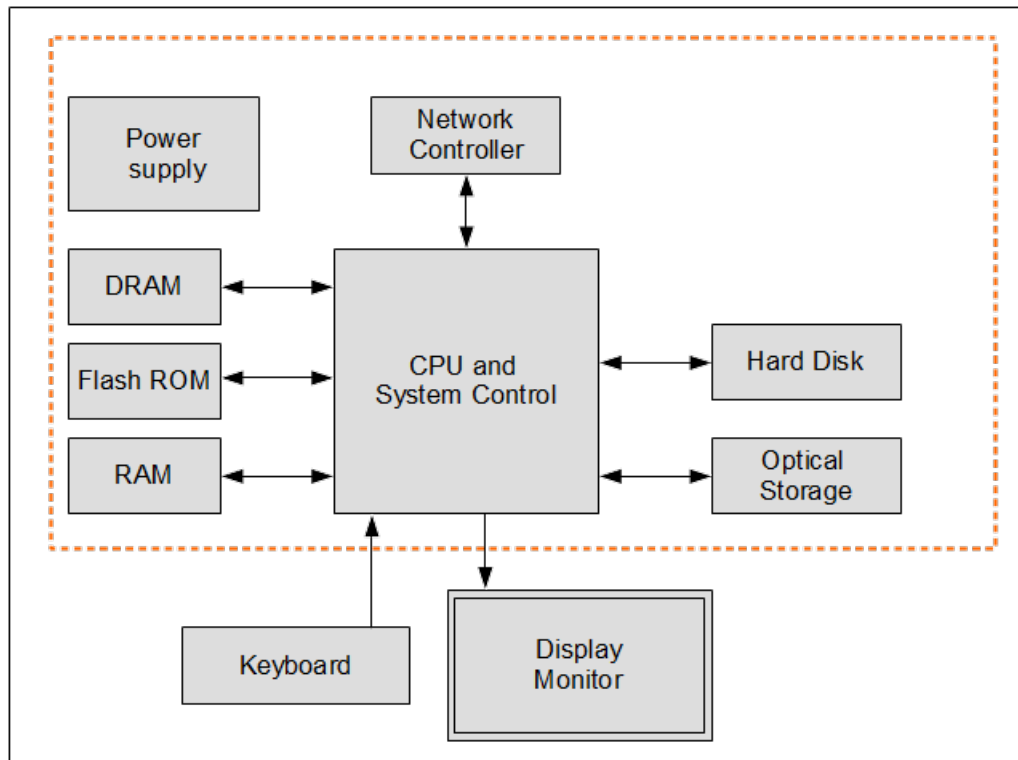 Power
supply
Network
Controller
DRAM
Flash ROM
RAM
CPU and
System Control
Hard Disk
Optical
Storage
Keyboard
Display
Monitor